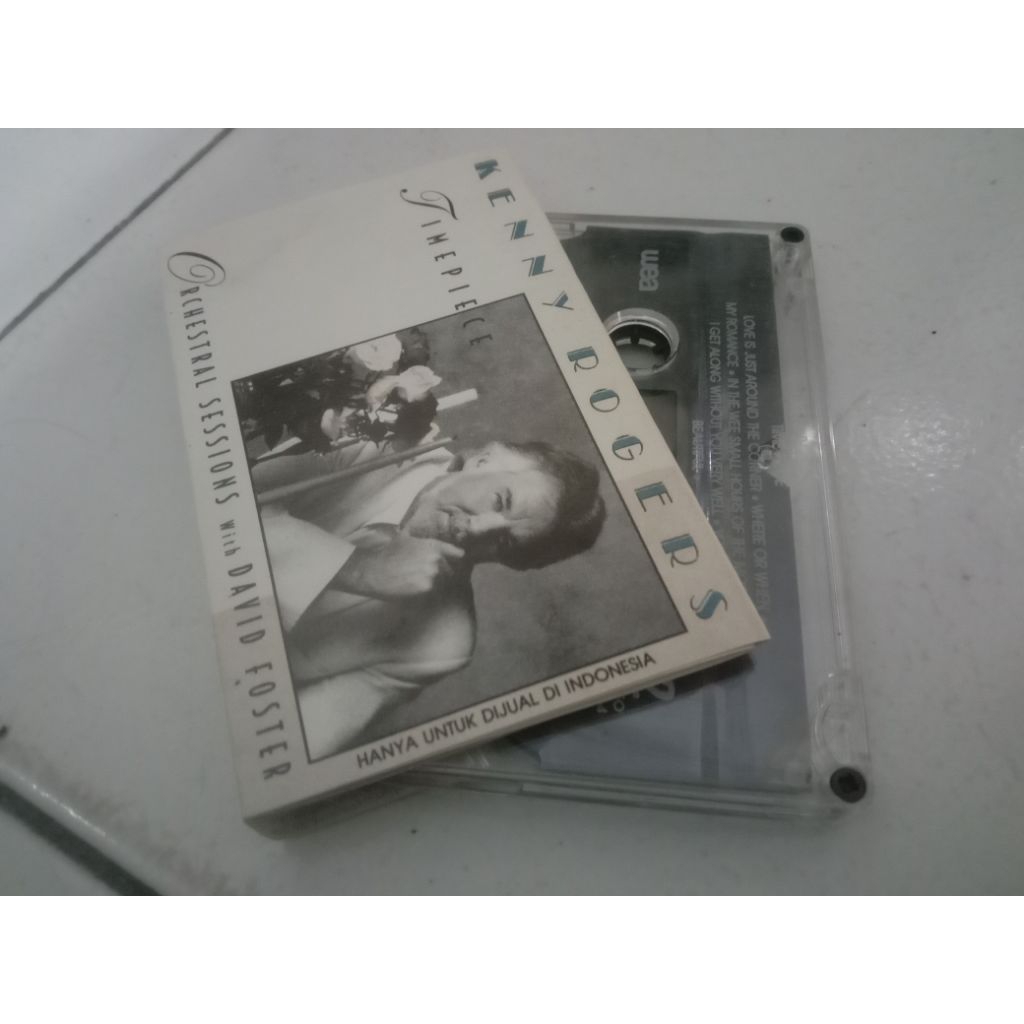 KENNY ROGERS
TIMEPIECE
ORCHESTRAL SESSIONS with DAVID FOSTER
HANYA UNTUK DIJUAL DI INDONESIA
wea
LOVE IS JUST AROUND THE CORNER • WHERE OR WHEN
MY ROMANCE • IN THE WEE SMALL HOURS OF THE
I GET ALONG WITHOUT YOU VERY WELL •